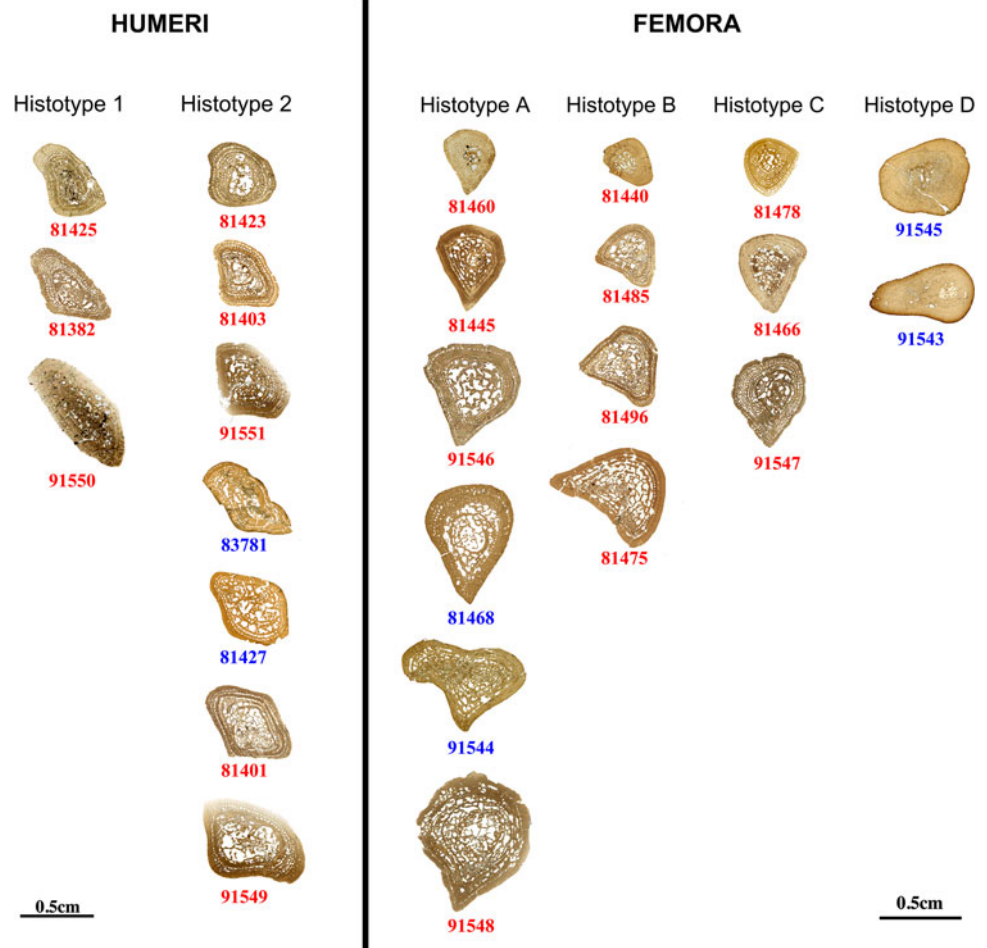 HUMERI
Histotype 1
Histotype 2
81425
81423
81382
81403
91550
91551
83781
81427
81401
91549
0.5cm
FEMORA
Histotype A
Histotype B
Histotype C
Histotype D
81460
81440
81478
91545
81445
81485
81466
91543
91546
81496
91547
81468
81475
91544
91548
0.5cm